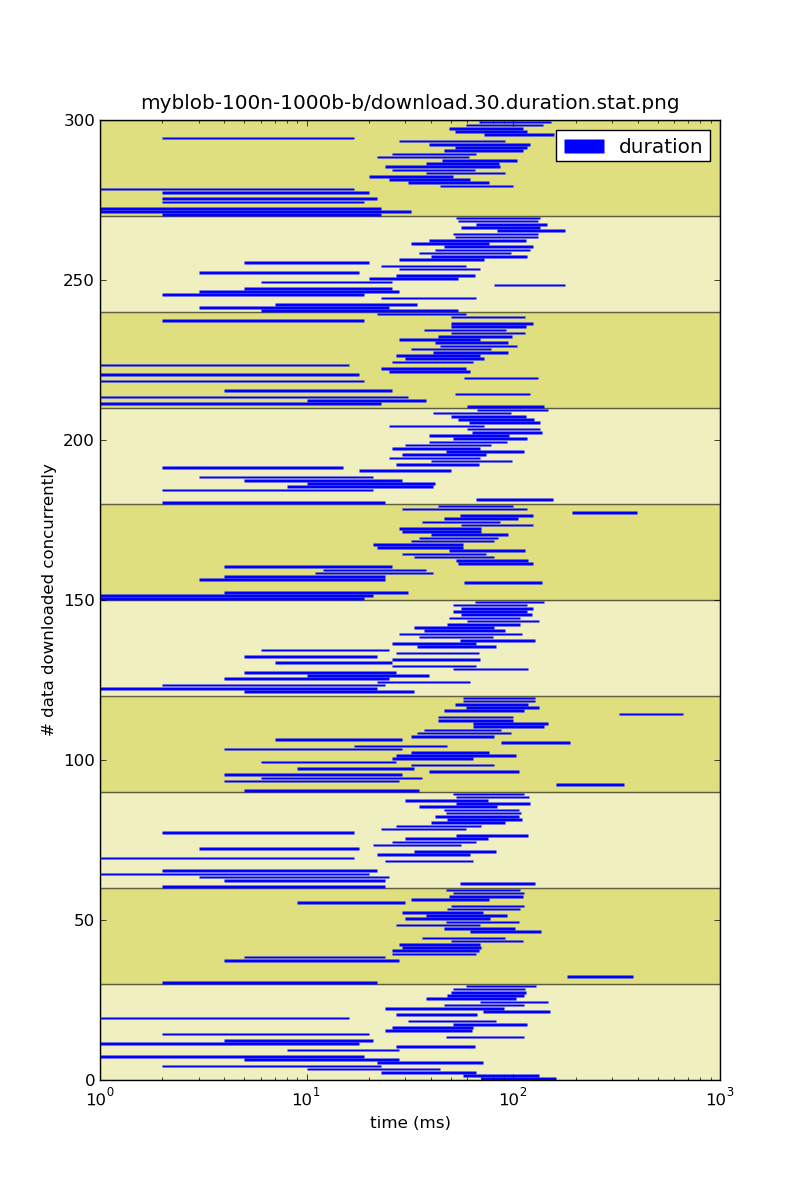 myblob-100n-1000b-b/download.30.duration.stat.png
duration
300
250
200
150
100
50
0
# data downloaded concurrently
10^0 10^1 10^2 10^3
time (ms)